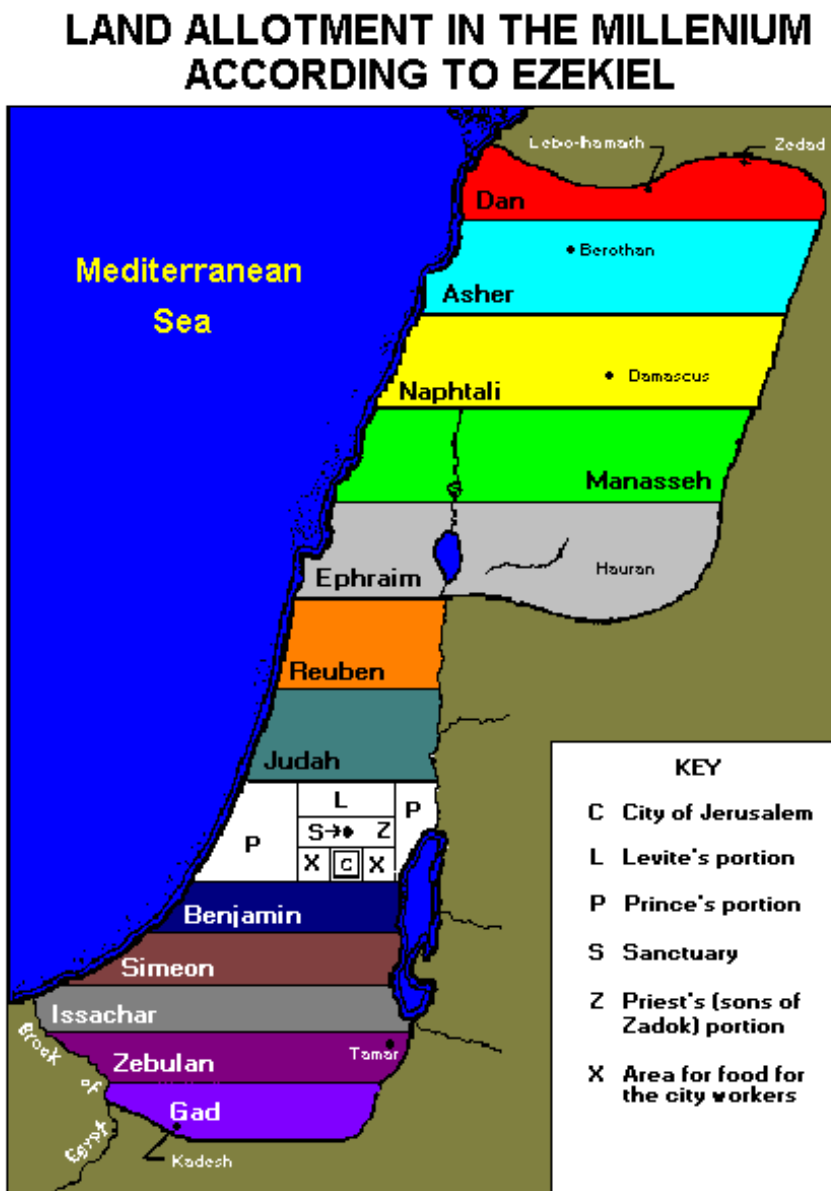 LAND ALLOTMENT IN THE MILLENIUM
ACCORDING TO EZEKIEL
Lebo-hamath
Zedad
Dan
Berothan
Mediterranean
Sea
Asher
Damascus
Naphtali
Manasseh
Ephraim
Hauran
Reuben
Judah
L
P
P
S
Z
X
C
X
Benjamin
Simeon
Issachar
Zebulan
Tamar
Gad
Kadesh
Brook of Egypt
KEY
C City of Jerusalem
L Levite's portion
P Prince's portion
S Sanctuary
Z Priest's (sons of
Zadok) portion
X Area for food for
the city workers